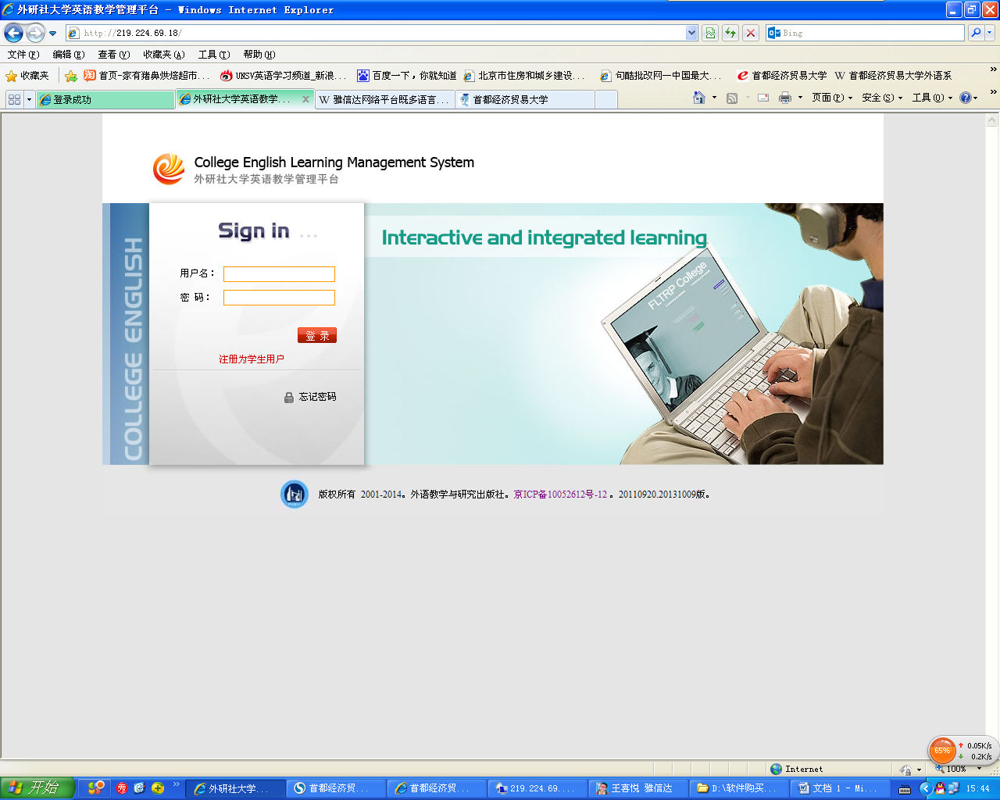 外研社大学英语教学管理平台 - Windows Internet Explorer
http://219.224.69.18/
Bing
文件(F) 编辑(E) 查看(V) 收藏夹(A) 工具(T) 帮助(H)
收藏夹 首页-家有猪鼻烘焙超市... UNSV英语学习频道_新浪... 百度一下，你就知道 北京市住房和城乡建设... 句酷批改网—中国最大... 首都经济贸易大学 首都经济贸易大学外语系
登录成功 外研社大学英语教学... 雅信达网络平台既多语言... 首都经济贸易大学 页面(P) 安全(S) 工具(O)
College English Learning Management System
外研社大学英语教学管理平台
COLLEGE ENGLISH
Sign in ...
Interactive and integrated learning
FLTRP College
用户名：
密 码：
登 录
注册为学生用户
忘记密码
版权所有 2001-2014。外语教学与研究出版社。京ICP备10052612号-12 。20110920.20131009版。
65% 0.05K/s
0.2K/s
Internet 100%
开始 外研社大学... 首都经济贸... 首都经济贸... 219.224.69.... 王喜悦 雅信达 D:\软件购买... 文档 1 - Mi... 15:44